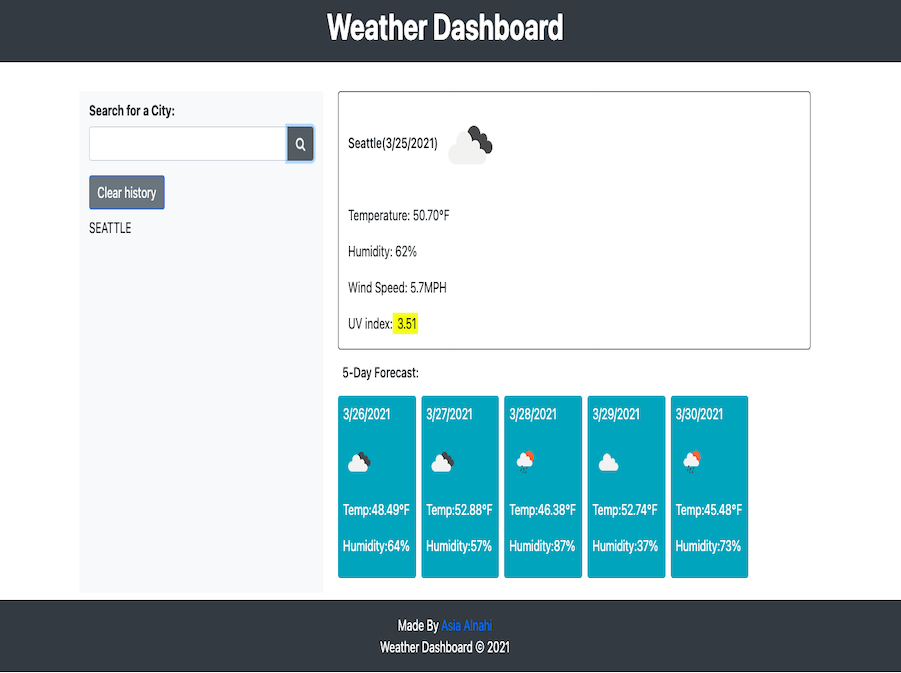 Weather Dashboard
Search for a City:
Clear history
SEATTLE
Seattle(3/25/2021)
Temperature: 50.70°F
Humidity: 62%
Wind Speed: 5.7MPH
UV index: 3.51
5-Day Forecast:
3/26/2021
Temp:48.49°F
Humidity:64%
3/27/2021
Temp:52.88°F
Humidity:57%
3/28/2021
Temp:46.38°F
Humidity:87%
3/29/2021
Temp:52.74°F
Humidity:37%
3/30/2021
Temp:45.48°F
Humidity:73%
Made By Asia Alnahi
Weather Dashboard © 2021